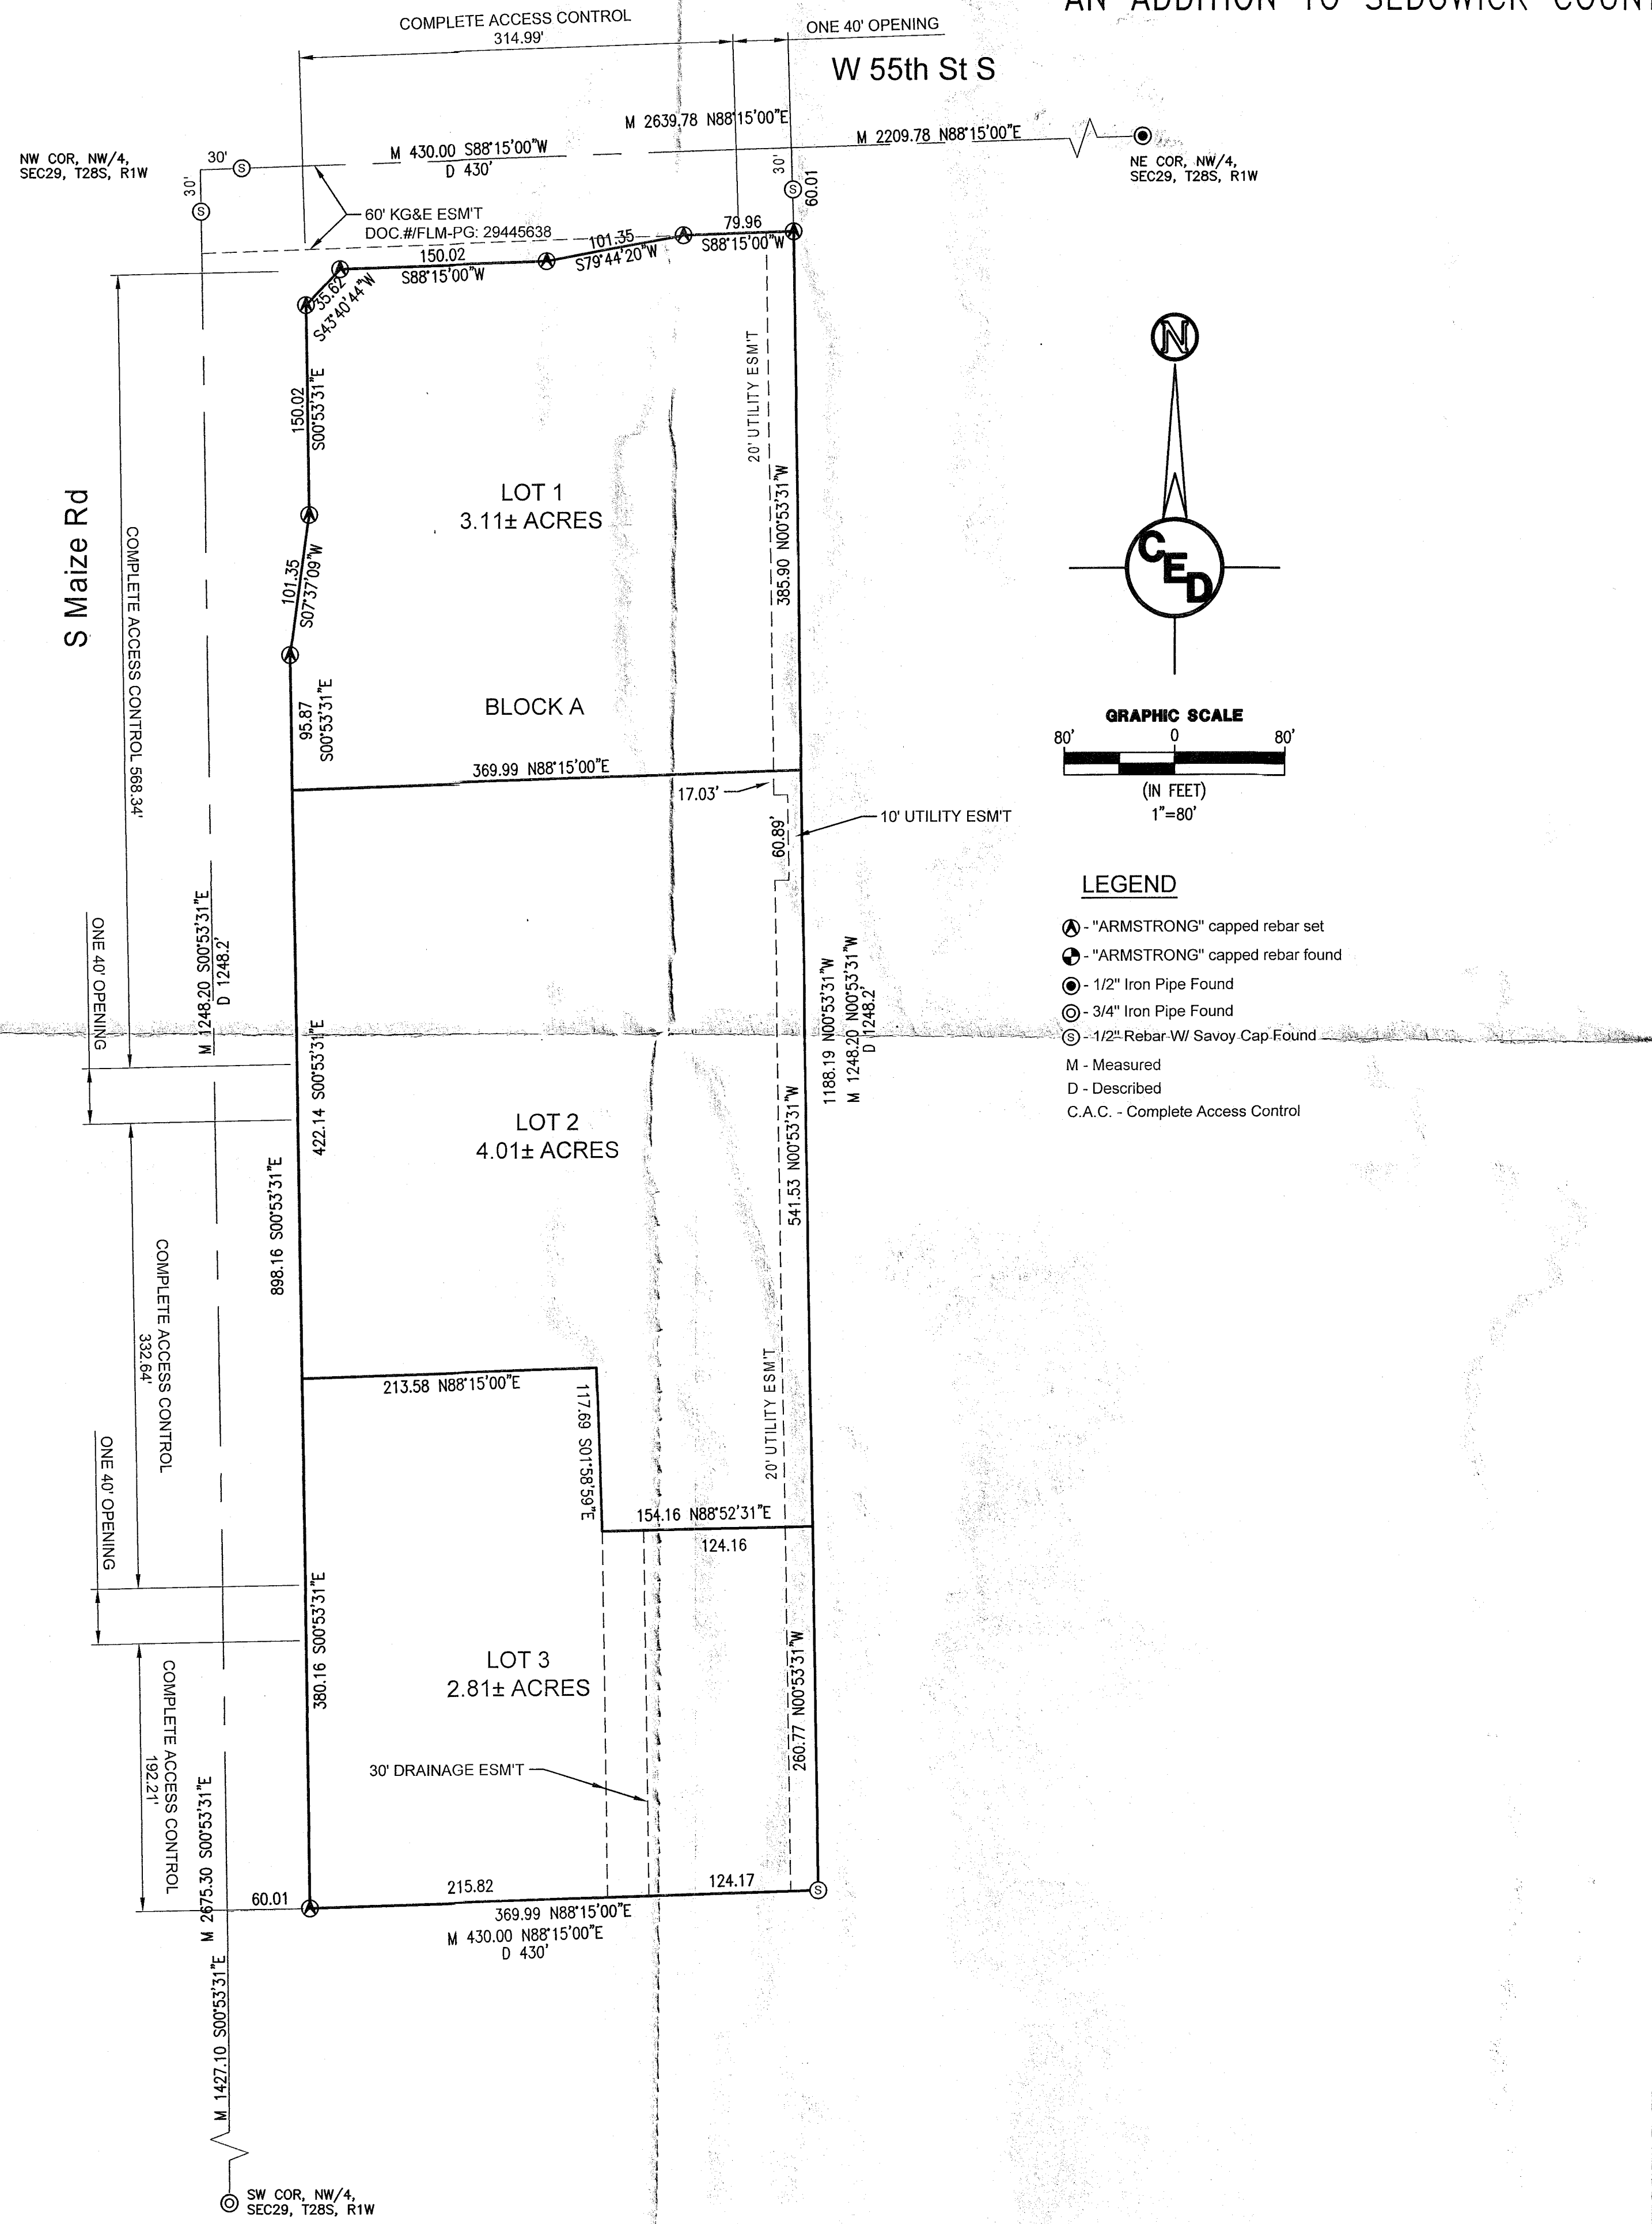 AN ADDITION TO SEDGWICK COUNT
COMPLETE ACCESS CONTROL
314.99'
ONE 40' OPENING
W 55th St S
M 2639.78 N88°15'00"E
M 2209.78 N88°15'00"E
NE COR, NW/4,
SEC29, T28S, R1W
NW COR, NW/4,
SEC29, T28S, R1W
30'
S
M 430.00 S88°15'00"W
D 430'
30'
S
30'
S
60.01
60' KG&E ESM'T
DOC.#/FLM-PG: 29445638
150.02
S88°15'00"W
101.35
S79°44'20"W
79.96
S88°15'00"W
35.62
S43°40'44"W
150.02
S00°53'31"E
101.35
S07°37'09"W
95.87
S00°53'31"E
S Maize Rd
COMPLETE ACCESS CONTROL 568.34'
LOT 1
3.11± ACRES
BLOCK A
20' UTILITY ESM'T
385.90 N00°53'31"W
369.99 N88°15'00"E
17.03'
60.89'
10' UTILITY ESM'T
N
CED
GRAPHIC SCALE
80' 0 80'
(IN FEET)
1"=80'
LEGEND
- "ARMSTRONG" capped rebar set
- "ARMSTRONG" capped rebar found
- 1/2" Iron Pipe Found
- 3/4" Iron Pipe Found
S - 1/2" Rebar W/ Savoy Cap Found
M - Measured
D - Described
C.A.C. - Complete Access Control
ONE 40' OPENING
M 1248.20 S00°53'31"E
D 1248.2'
422.14 S00°53'31"E
898.16 S00°53'31"E
LOT 2
4.01± ACRES
541.53 N00°53'31"W
1188.19 N00°53'31"W
M 1248.20 N00°53'31"W
D 1248.2'
COMPLETE ACCESS CONTROL
332.64'
213.58 N88°15'00"E
117.69 S01°58'59"E
20' UTILITY ESM'T
154.16 N88°52'31"E
124.16
ONE 40' OPENING
380.16 S00°53'31"E
LOT 3
2.81± ACRES
260.77 N00°53'31"W
30' DRAINAGE ESM'T
COMPLETE ACCESS CONTROL
192.21'
M 2675.30 S00°53'31"E
60.01
215.82
124.17
S
369.99 N88°15'00"E
M 430.00 N88°15'00"E
D 430'
M 1427.10 S00°53'31"E
SW COR, NW/4,
SEC29, T28S, R1W